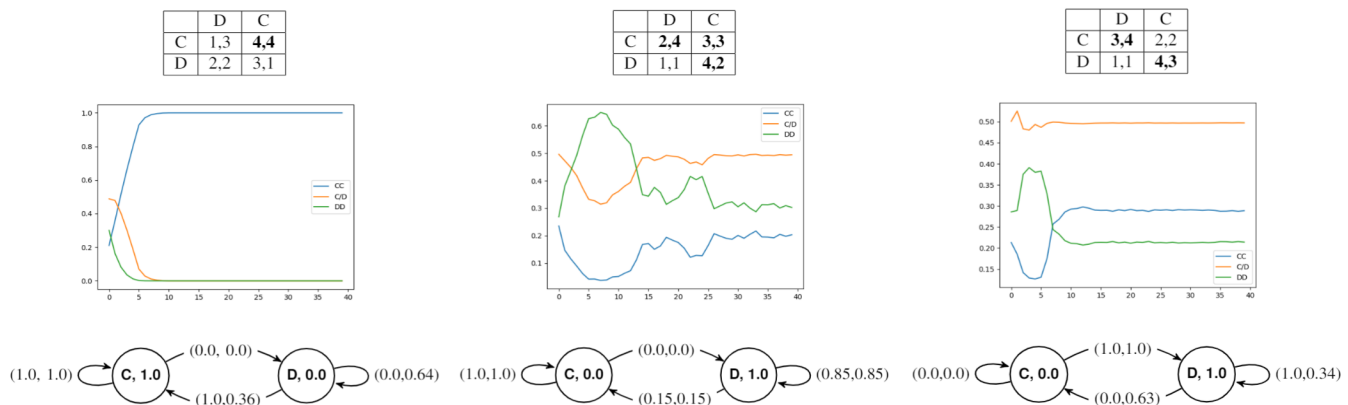 D C
C 1,3 4,4
D 2,2 3,1
D C
C 2,4 3,3
D 1,1 4,2
D C
C 3,4 2,2
D 1,1 4,3
1.0
0.8
0.6
0.4
0.2
0.0
0 5 10 15 20 25 30 35 40
CC
C/D
DD
0.6
0.5
0.4
0.3
0.2
0.1
0 5 10 15 20 25 30 35 40
CC
C/D
DD
0.50
0.45
0.40
0.35
0.30
0.25
0.20
0.15
0 5 10 15 20 25 30 35 40
CC
C/D
DD
(1.0, 1.0)
C, 1.0
(0.0, 0.0)
(1.0,0.36)
D, 0.0
(0.0,0.64)
(1.0,1.0)
C, 0.0
(0.0,0.0)
(0.15,0.15)
D, 1.0
(0.85,0.85)
(0.0,0.0)
C, 0.0
(1.0,1.0)
(0.0,0.63)
D, 1.0
(1.0,0.34)